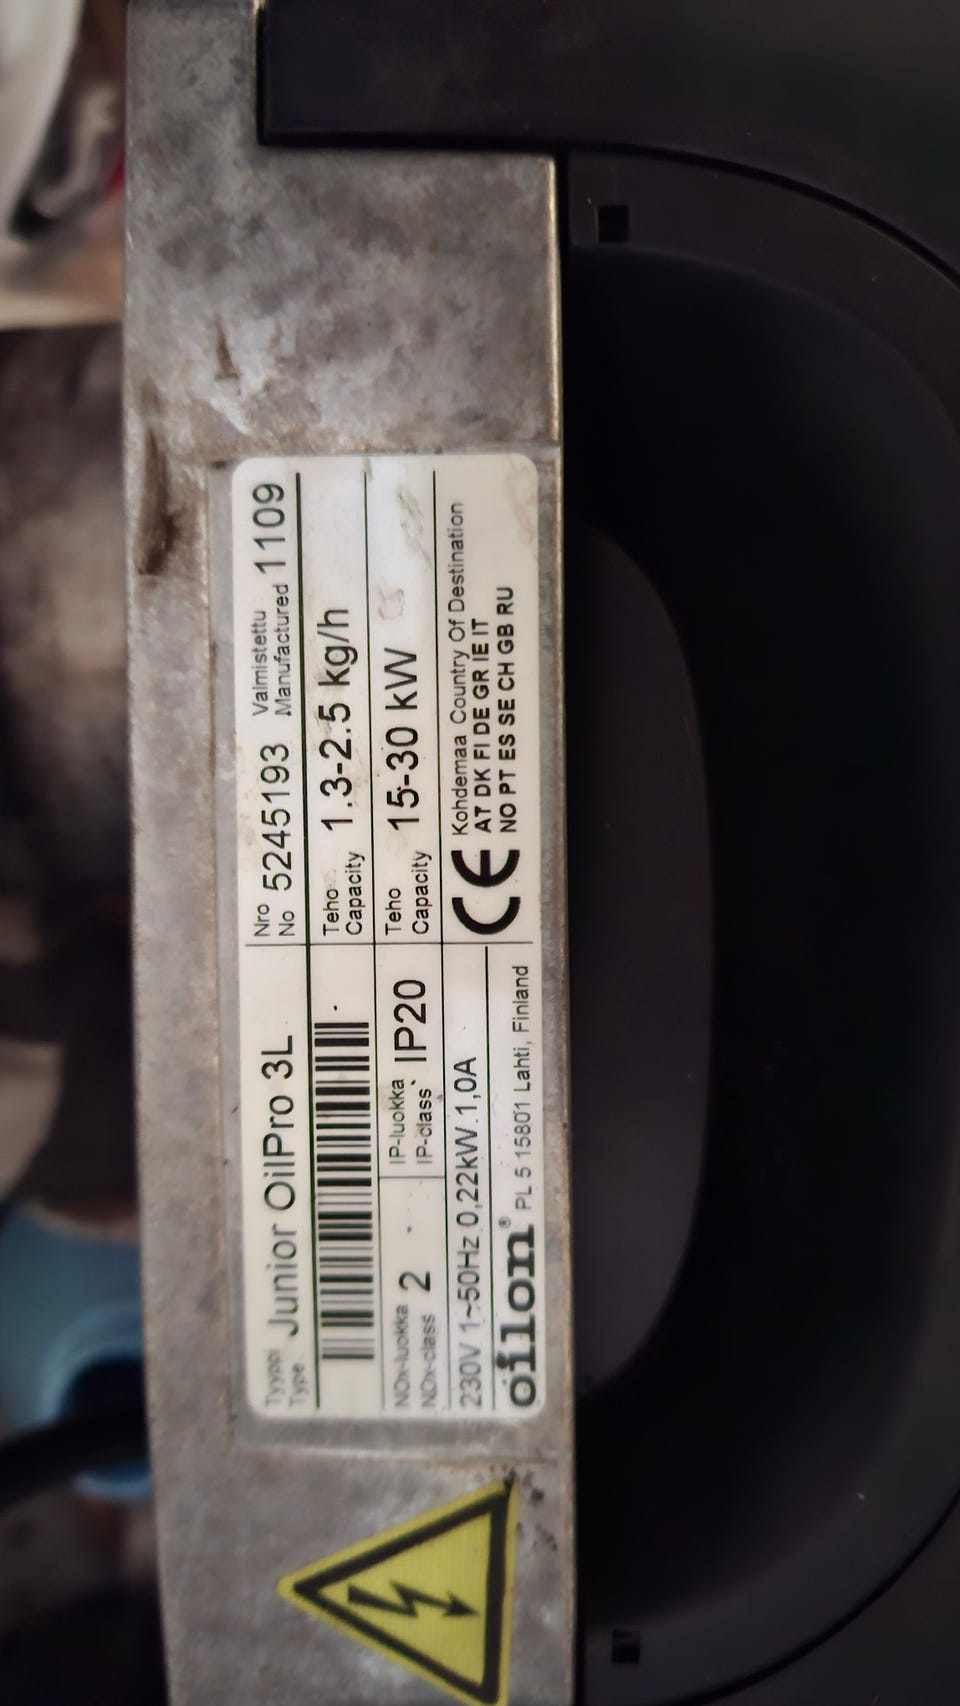 Tyyppi
Type. Junior OilPro 3L
Nro
No 5245193
Valmistettu
Manufactured 1109
Teho
Capacity 1.3-2.5 kg/h
NOx-luokka
NOx-class 2
IP-luokka
IP-class IP20
Teho
Capacity 15-30 kW
230V 1~50Hz 0,22kW 1,0A
oilon® PL 5 15801 Lahti, Finland
CE Kohdemaa Country Of Destination
AT DK FI DE GR IE IT
NO PT ES SE CH GB RU